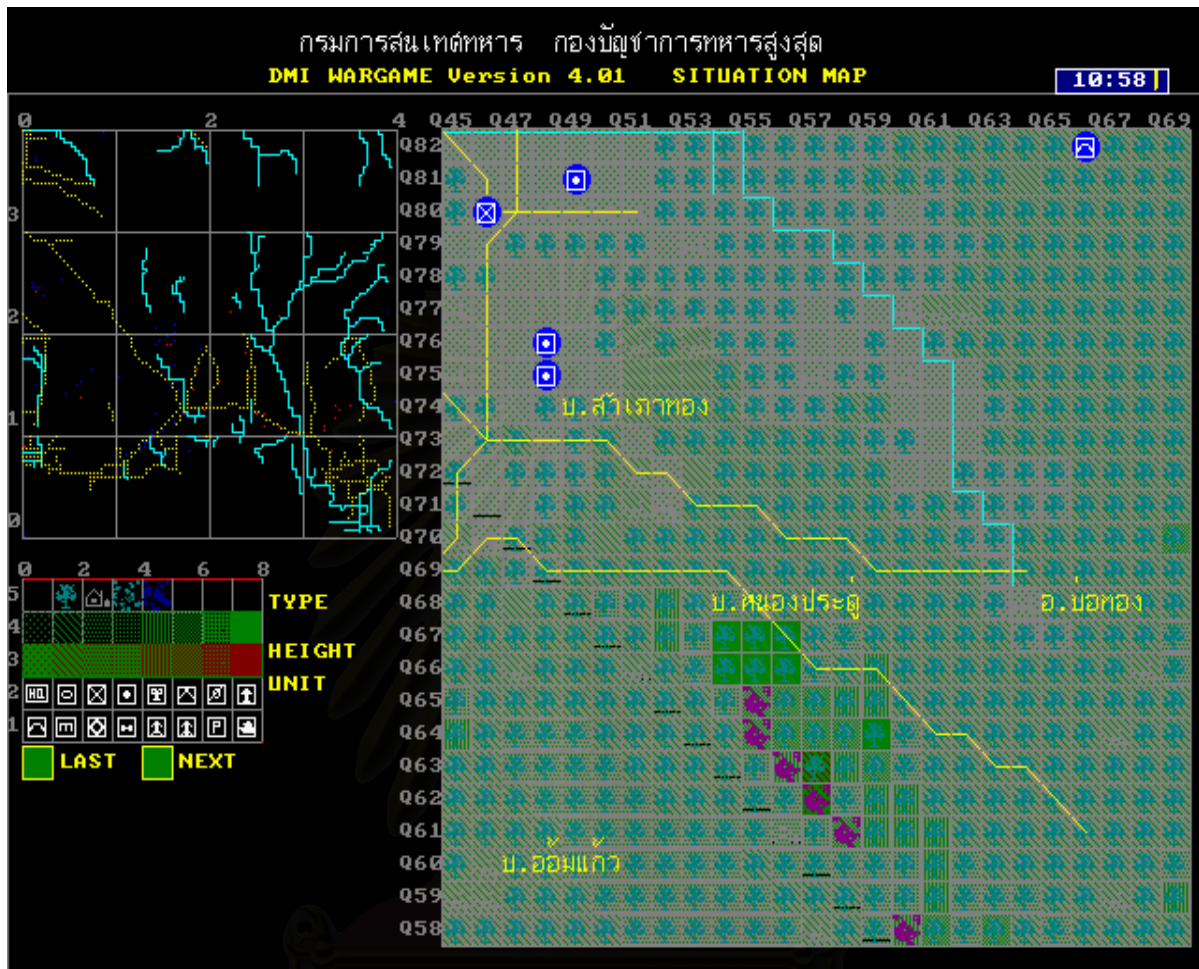 กรมการสนเทศทหาร กองบัญชาการทหารสูงสุด
DMI WARGAME Version 4.01 SITUATION MAP
10:58
0 2 4
3
2
1
0
Q45 Q47 Q49 Q51 Q53 Q55 Q57 Q59 Q61 Q63 Q65 Q67 Q69
Q82
Q81
Q80
Q79
Q78
Q77
Q76
Q75
Q74
Q73
Q72
Q71
Q70
Q69
Q68
Q67
Q66
Q65
Q64
Q63
Q62
Q61
Q60
Q59
Q58
บ.สำเภาทอง
บ.หนองประดู่
อ.บ่อทอง
บ.อ้อมแก้ว
0 2 4 6 8
5 TYPE
4
3 HEIGHT
2 HQ UNIT
1 E P
LAST NEXT